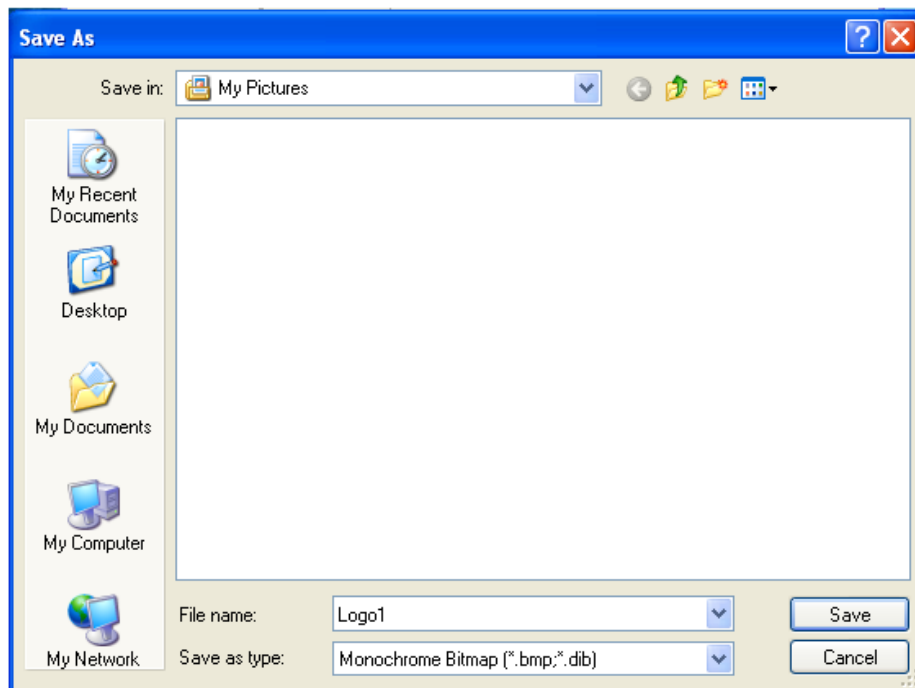 Save As
Save in:
My Pictures
My Recent
Documents
Desktop
My Documents
My Computer
My Network
File name:
Logo1
Save
Save as type:
Monochrome Bitmap (*.bmp;*.dib)
Cancel